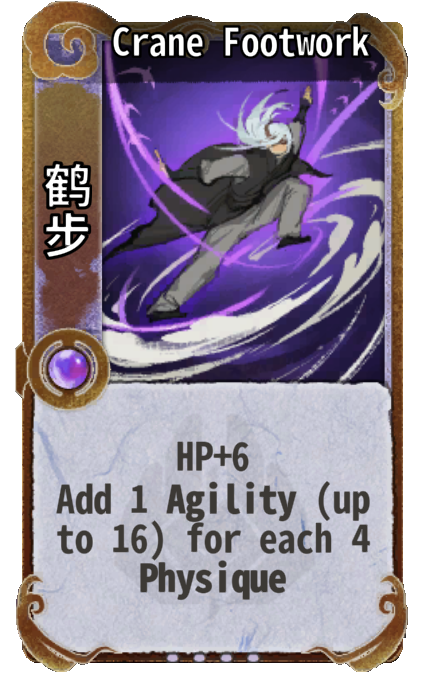 Crane Footwork
鹤步
HP+6
Add 1 Agility (up
to 16) for each 4
Physique